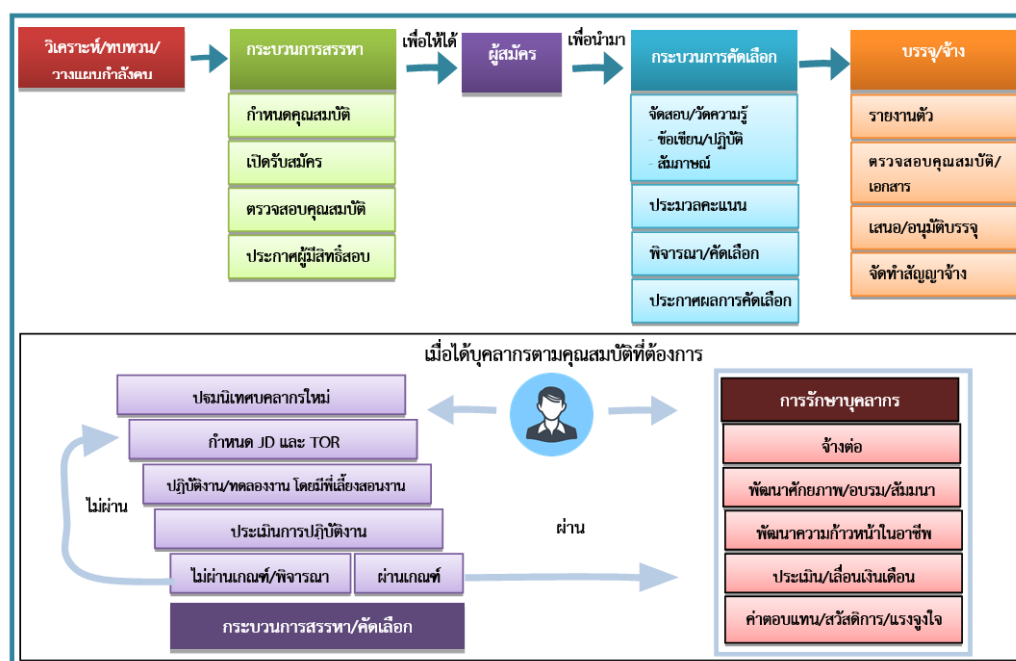 วิเคราะห์/ทบทวน/
วางแผนกำลังคน
กระบวนการสรรหา
เพื่อให้ได้
ผู้สมัคร
เพื่อนำมา
กระบวนการคัดเลือก
บรรจุ/จ้าง
กำหนดคุณสมบัติ
เปิดรับสมัคร
ตรวจสอบคุณสมบัติ
ประกาศผู้มีสิทธิ์สอบ
จัดสอบ/วัดความรู้
- ข้อเขียน/ปฏิบัติ
- สัมภาษณ์
ประมวลคะแนน
พิจารณา/คัดเลือก
ประกาศผลการคัดเลือก
รายงานตัว
ตรวจสอบคุณสมบัติ/
เอกสาร
เสนอ/อนุมัติบรรจุ
จัดทำสัญญาจ้าง
เมื่อได้บุคลากรตามคุณสมบัติที่ต้องการ
ปฐมนิเทศบุคลากรใหม่
กำหนด JD และ TOR
ปฏิบัติงาน/ทดลองงาน โดยมีพี่เลี้ยงสอนงาน
ประเมินการปฏิบัติงาน
ไม่ผ่านเกณฑ์/พิจารณา
ผ่านเกณฑ์
กระบวนการสรรหา/คัดเลือก
ไม่ผ่าน
ผ่าน
การรักษาบุคลากร
จ้างต่อ
พัฒนาศักยภาพ/อบรม/สัมมนา
พัฒนาความก้าวหน้าในอาชีพ
ประเมิน/เลื่อนเงินเดือน
ค่าตอบแทน/สวัสดิการ/แรงจูงใจ